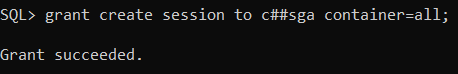 SQL> grant create session to c##sga container=all;
Grant succeeded.